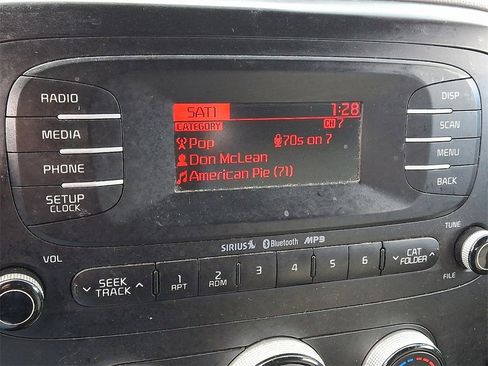 RADIO
MEDIA
PHONE
SETUP
CLOCK
SAT1 1:28
CATEGORY CH 7
Pop 70s on 7
Don McLean
American Pie (71)
DISP
SCAN
MENU
BACK
SIRIUS Bluetooth MP3
VOL
SEEK
TRACK
1
RPT
2
RDM
3
4
5
6
CAT
FOLDER
TUNE
FILE